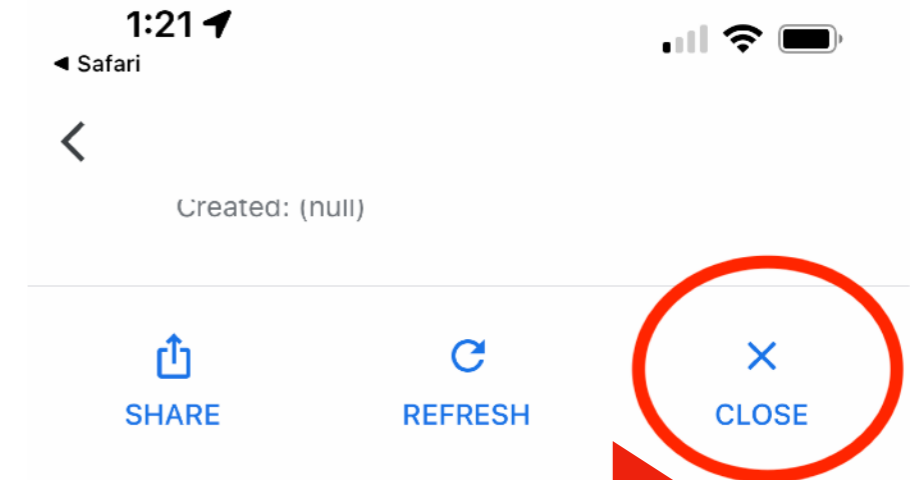 1:21
Safari
Created: (null)
SHARE
REFRESH
CLOSE